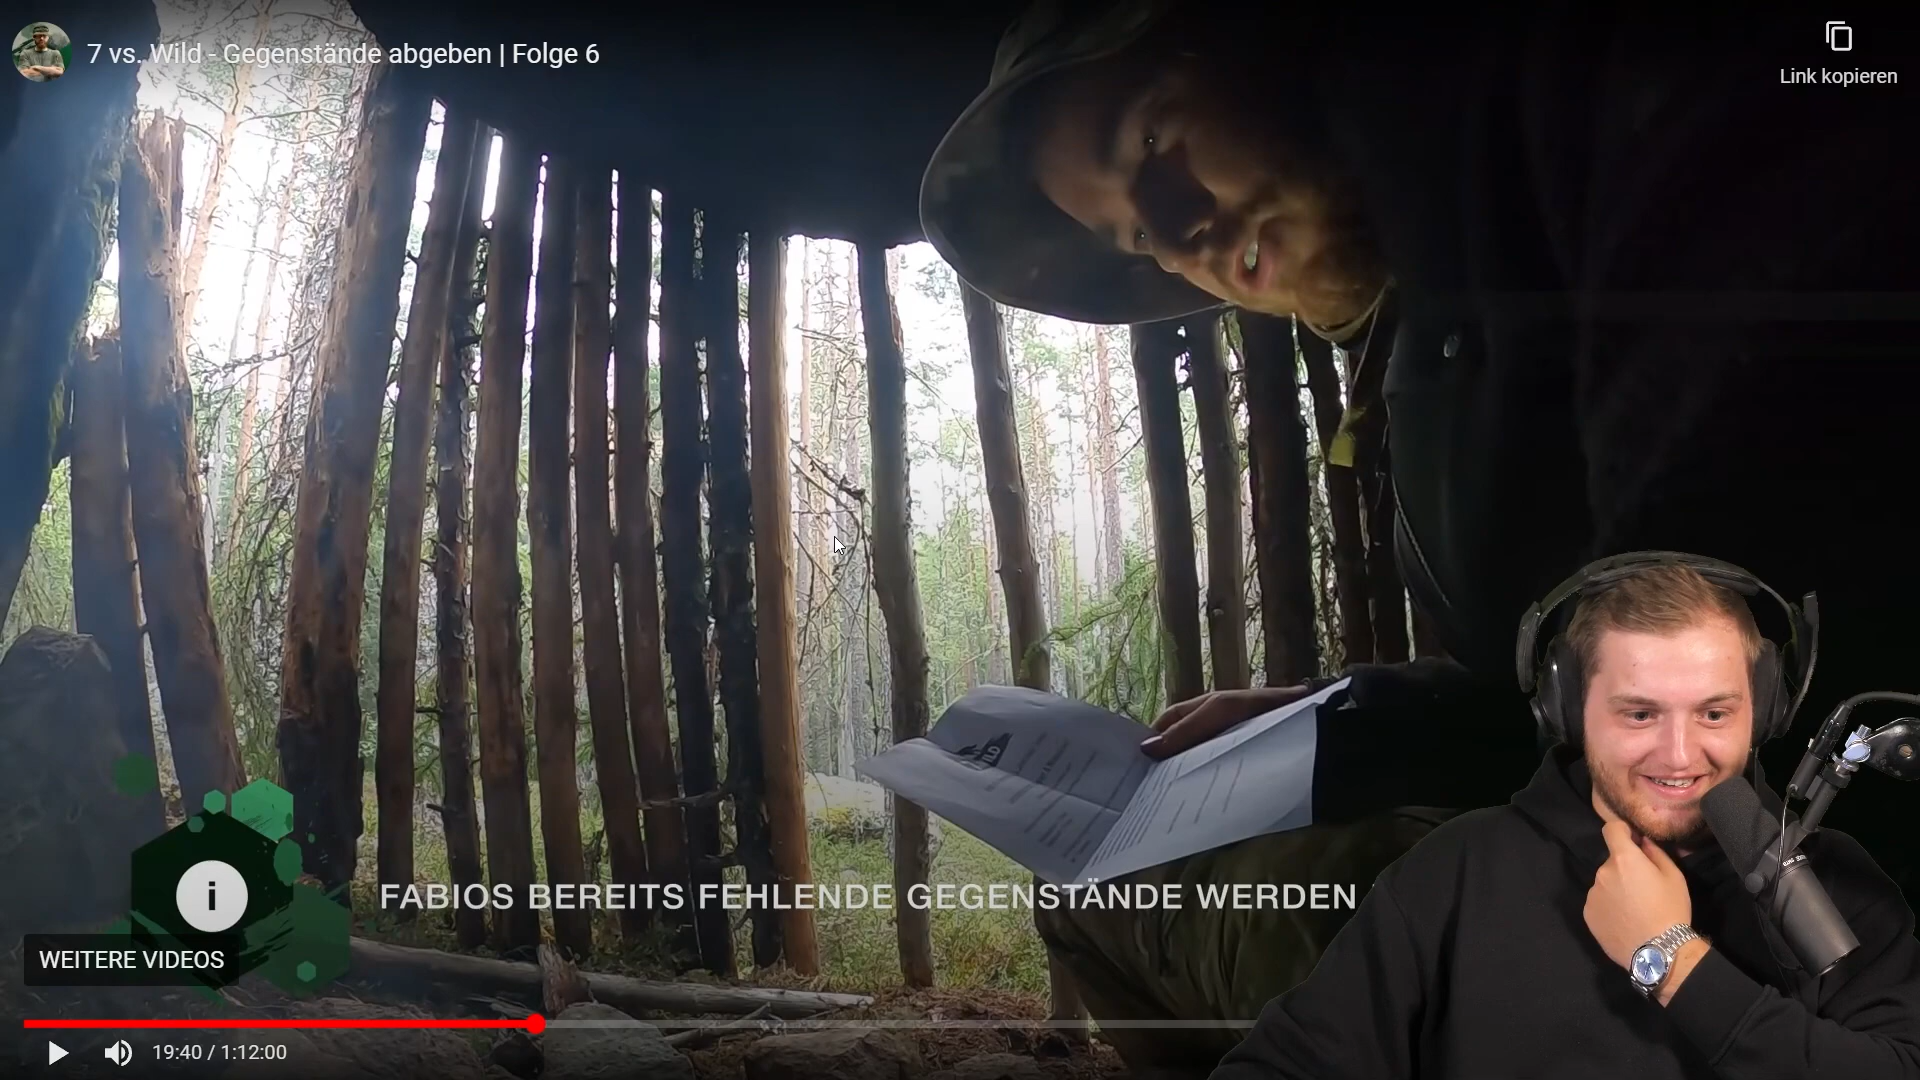 7 vs. Wild - Gegenstände abgeben | Folge 6
Link kopieren
FABIOS BEREITS FEHLENDE GEGENSTÄNDE WERDEN
i
WEITERE VIDEOS
19:40 / 1:12:00